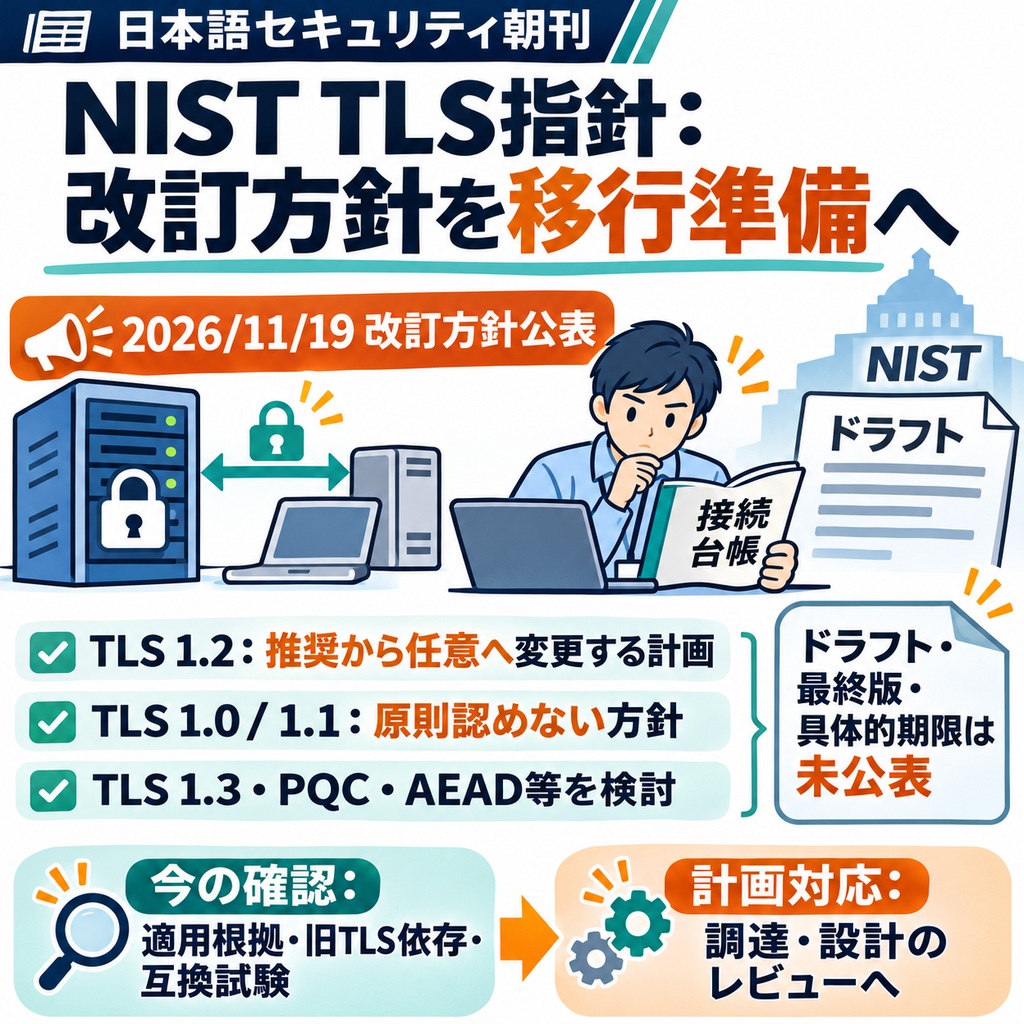 日本語セキュリティ朝刊
NIST TLS指針：
改訂方針を移行準備へ
2026/11/19 改訂方針公表
NIST
ドラフト
接続
台帳
TLS 1.2：推奨から任意へ変更する計画
TLS 1.0 / 1.1：原則認めない方針
TLS 1.3・PQC・AEAD等を検討
ドラフト・
最終版・
具体的期限は
未公表
今の確認：
適用根拠・旧TLS依存・
互換試験
計画対応：
調達・設計の
レビューへ